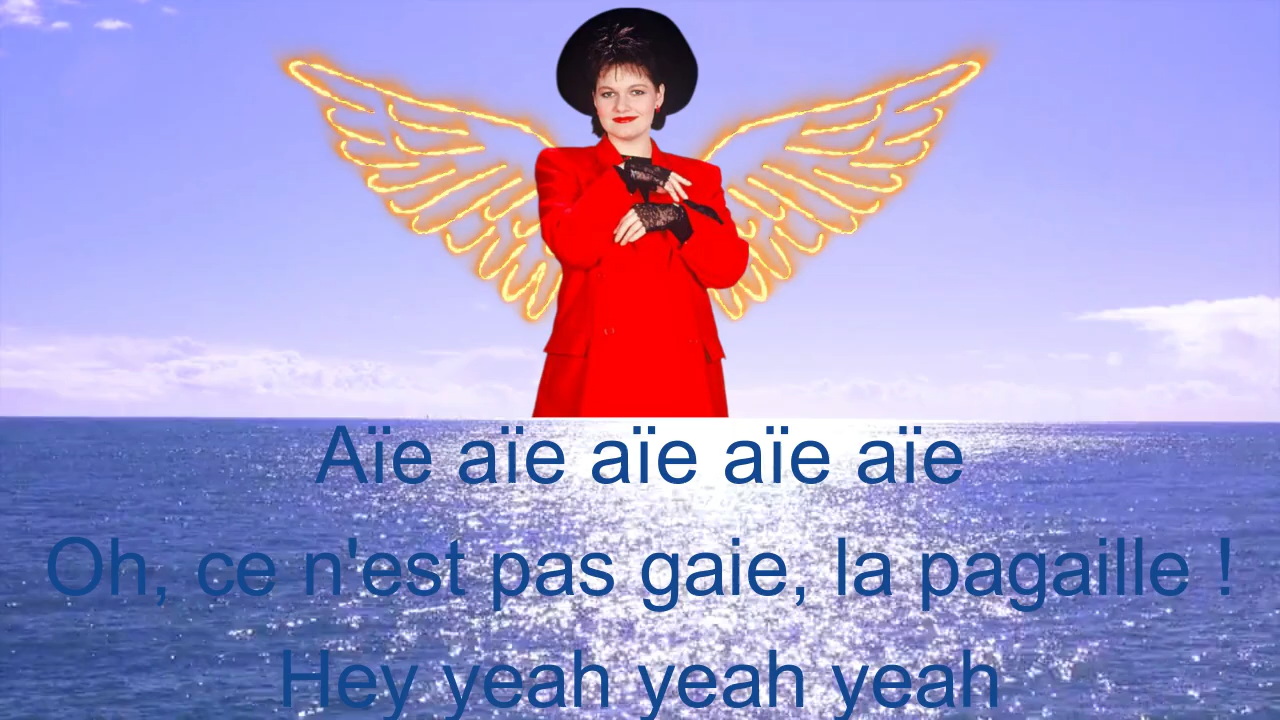 Aïe aïe aïe aïe aïe
Oh, ce n'est pas gaie, la pagaille !
Hey yeah yeah yeah